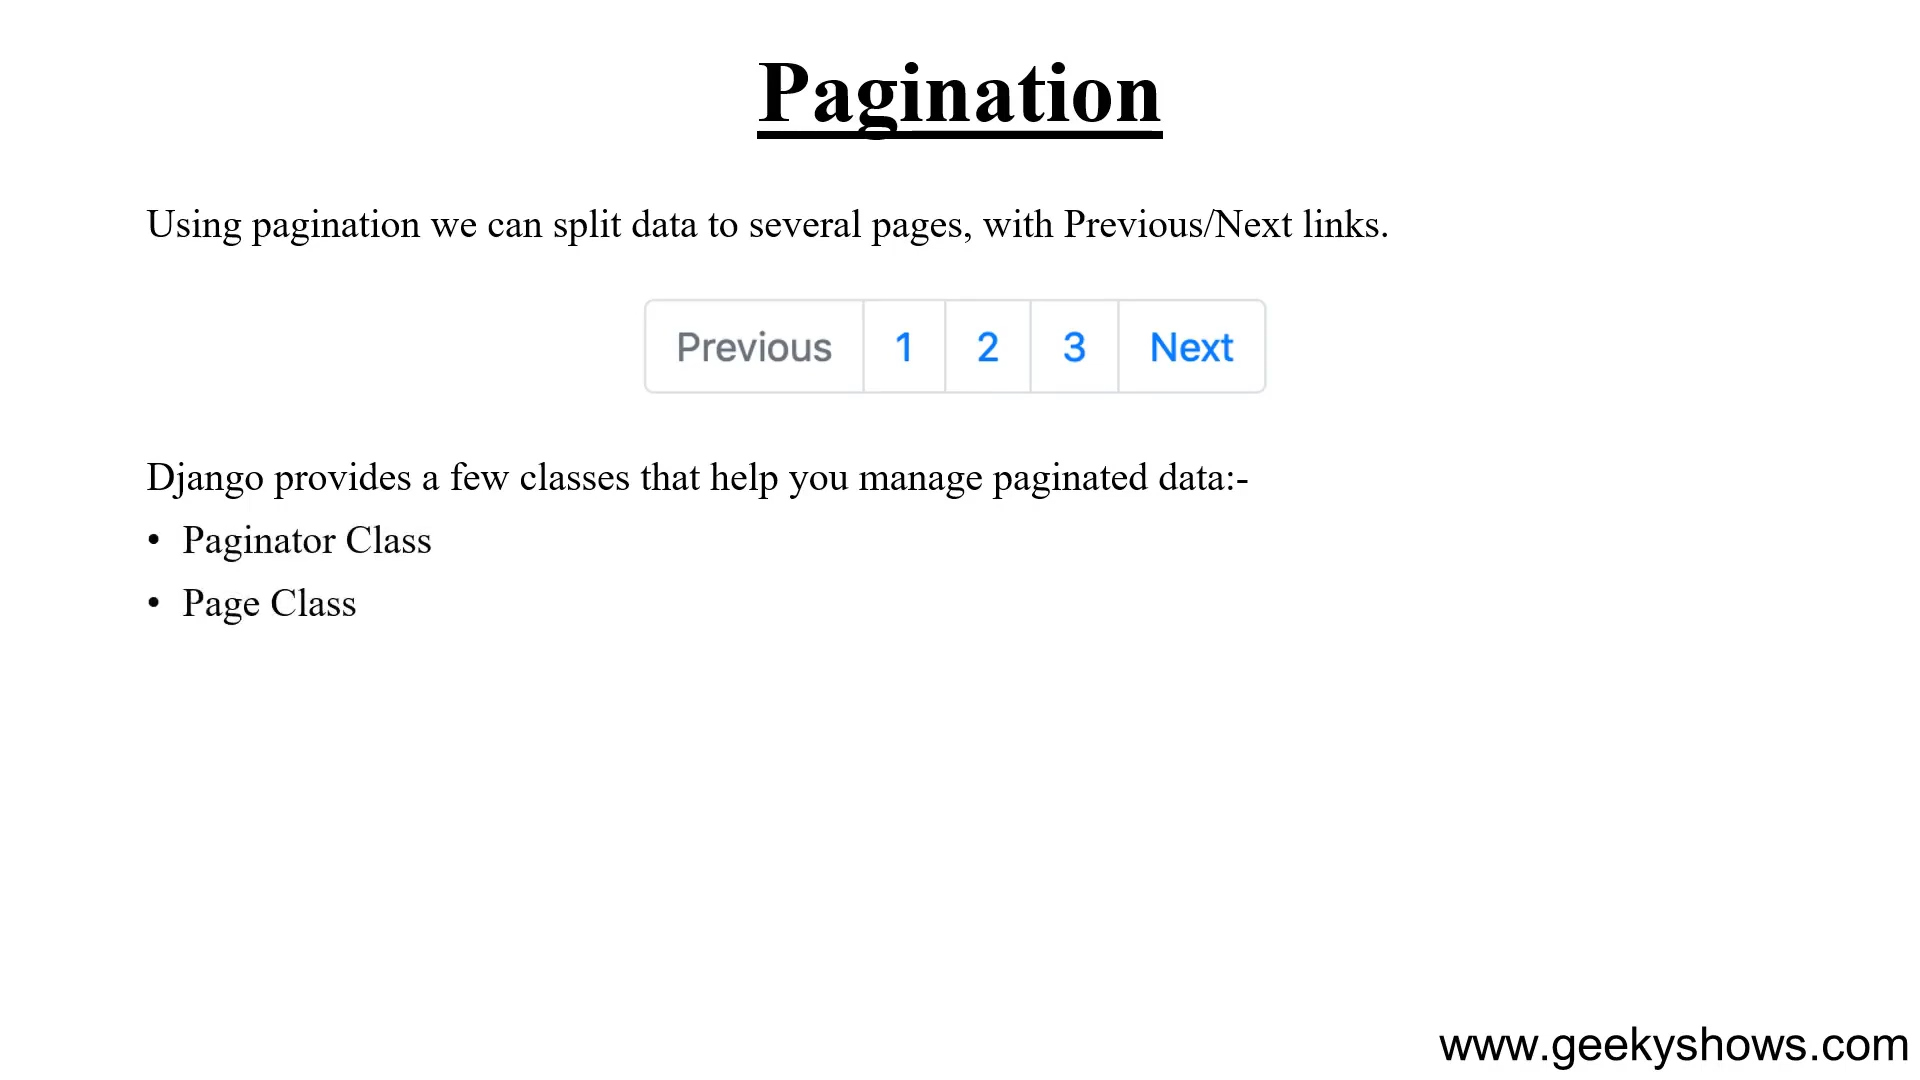 Pagination
Using pagination we can split data to several pages, with Previous/Next links.
Previous 1 2 3 Next
Django provides a few classes that help you manage paginated data:-
• Paginator Class
• Page Class
www.geekyshows.com